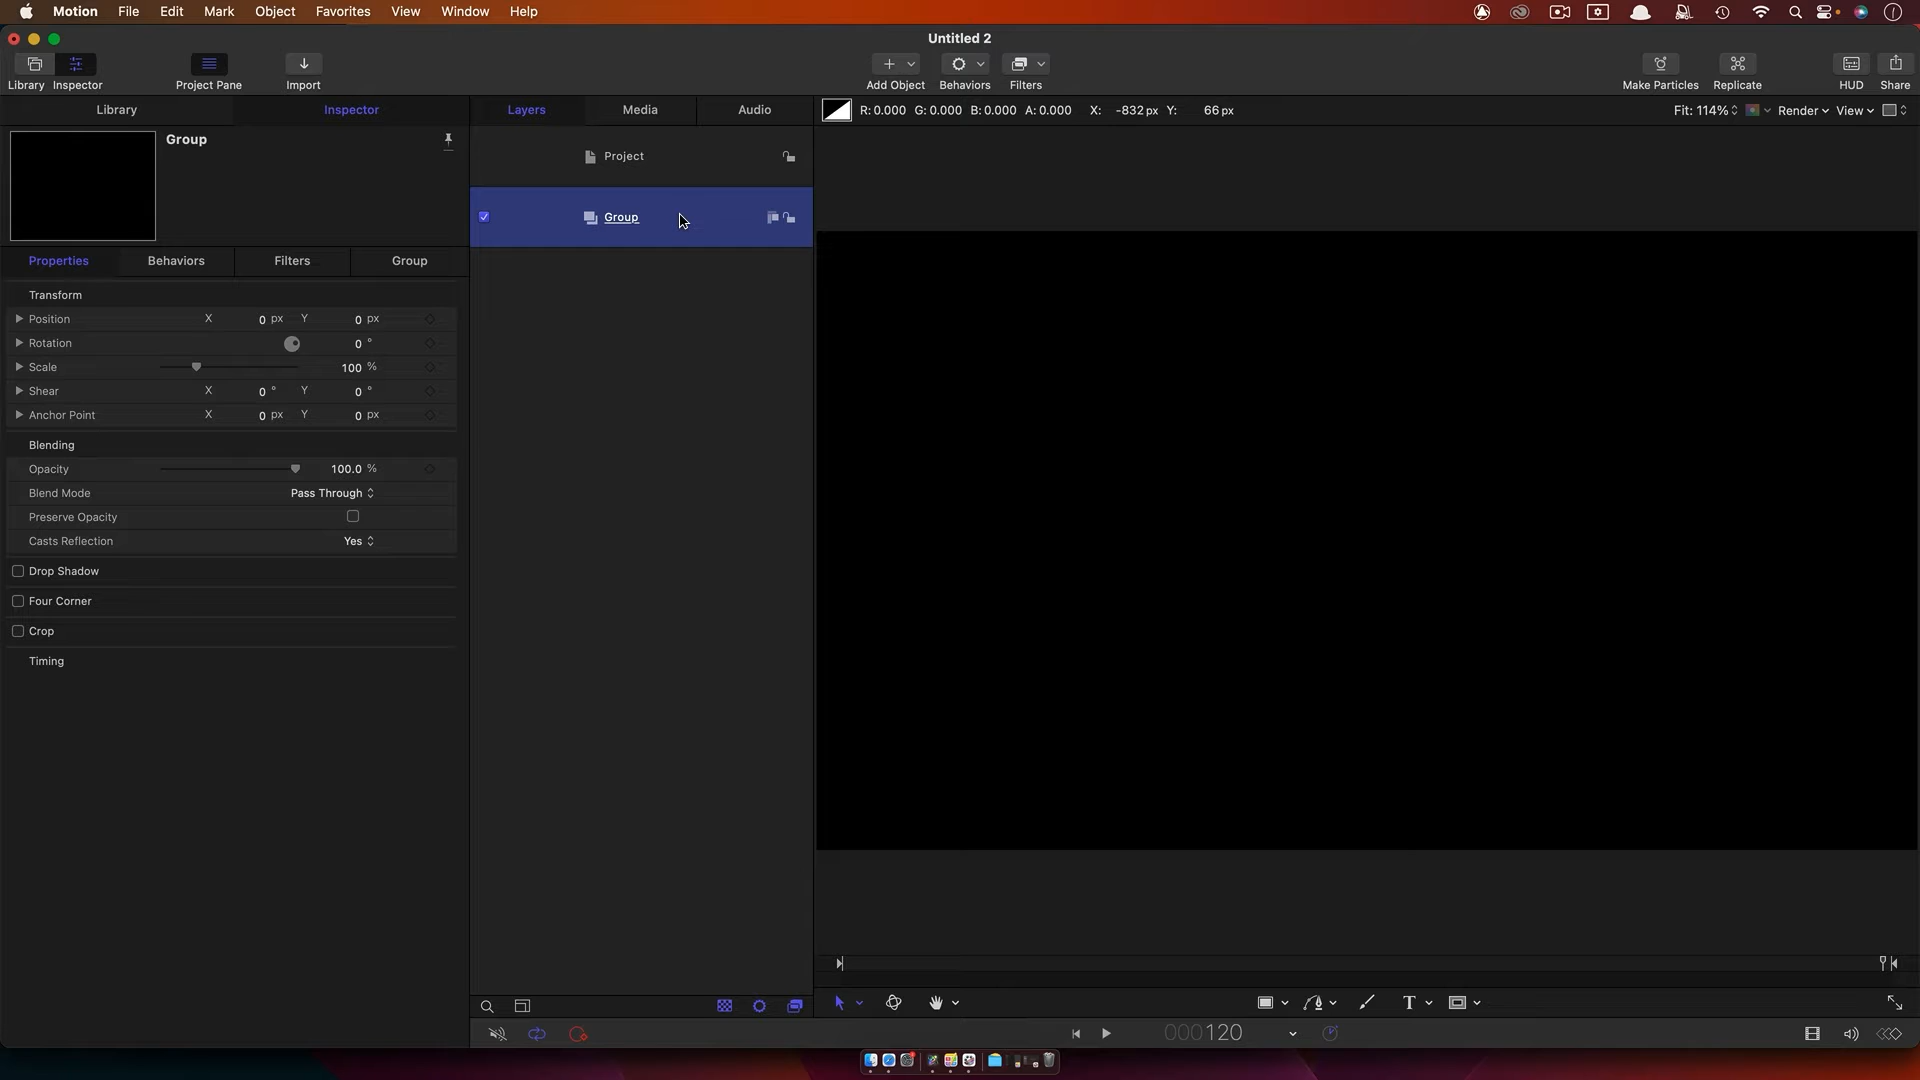 Motion File Edit Mark Object Favorites View Window Help
Untitled 2
Library Inspector Project Pane Import Add Object Behaviors Filters Make Particles Replicate HUD Share
Library Inspector Layers Media Audio R: 0.000 G: 0.000 B: 0.000 A: 0.000 X: -832 px Y: 66 px Fit: 114% Render View
Group
Project
Group
Properties Behaviors Filters Group
Transform
Position X 0 px Y 0 px
Rotation 0 °
Scale 100 %
Shear X 0 ° Y 0 °
Anchor Point X 0 px Y 0 px
Blending
Opacity 100.0 %
Blend Mode Pass Through
Preserve Opacity
Casts Reflection Yes
Drop Shadow
Four Corner
Crop
Timing
T
000120